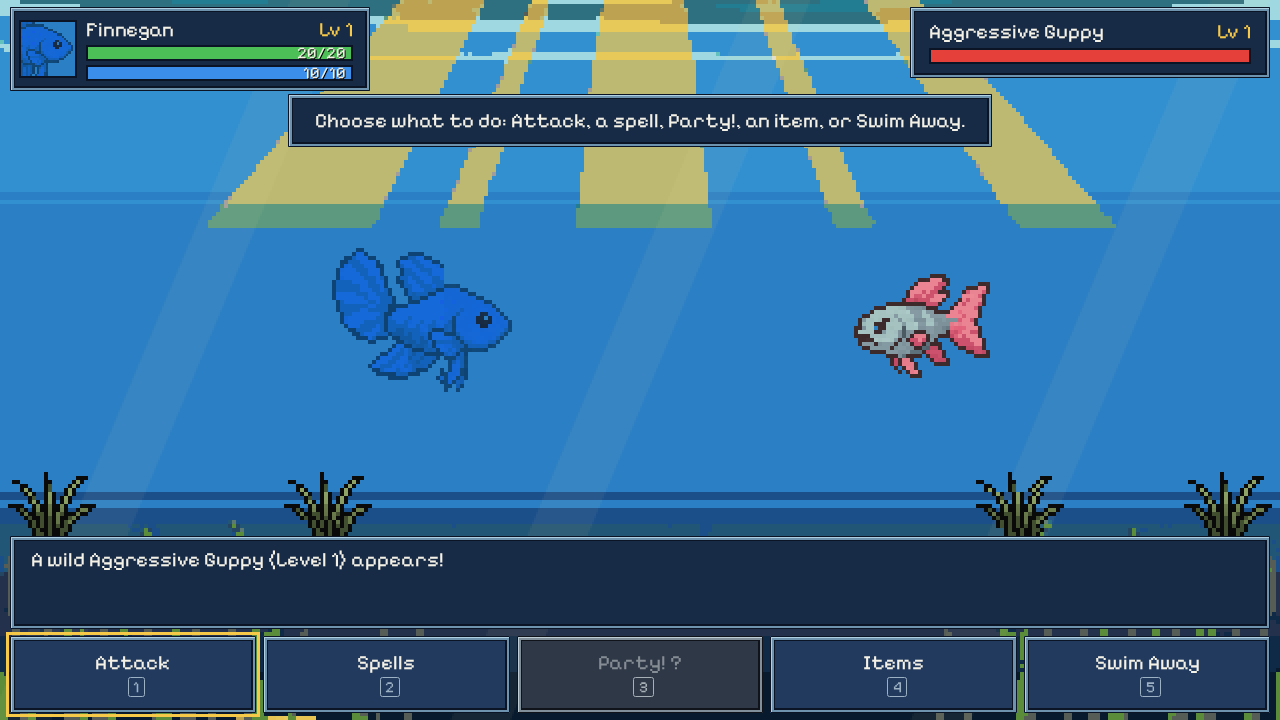 Finnegan Lv 1
20/20
10/10
Aggressive Guppy Lv 1
Choose what to do: Attack, a spell, Party!, an item, or Swim Away.
A wild Aggressive Guppy (Level 1) appears!
Attack
1
Spells
2
Party! ?
3
Items
4
Swim Away
5